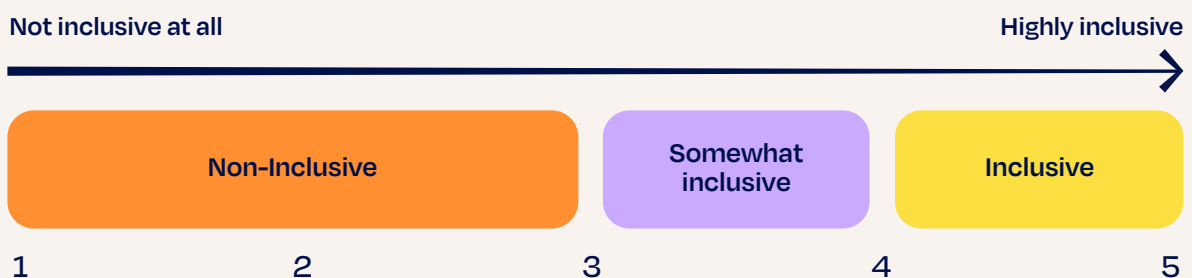 Not inclusive at all
Highly inclusive
Non-Inclusive
Somewhat
inclusive
Inclusive
1 2 3 4 5